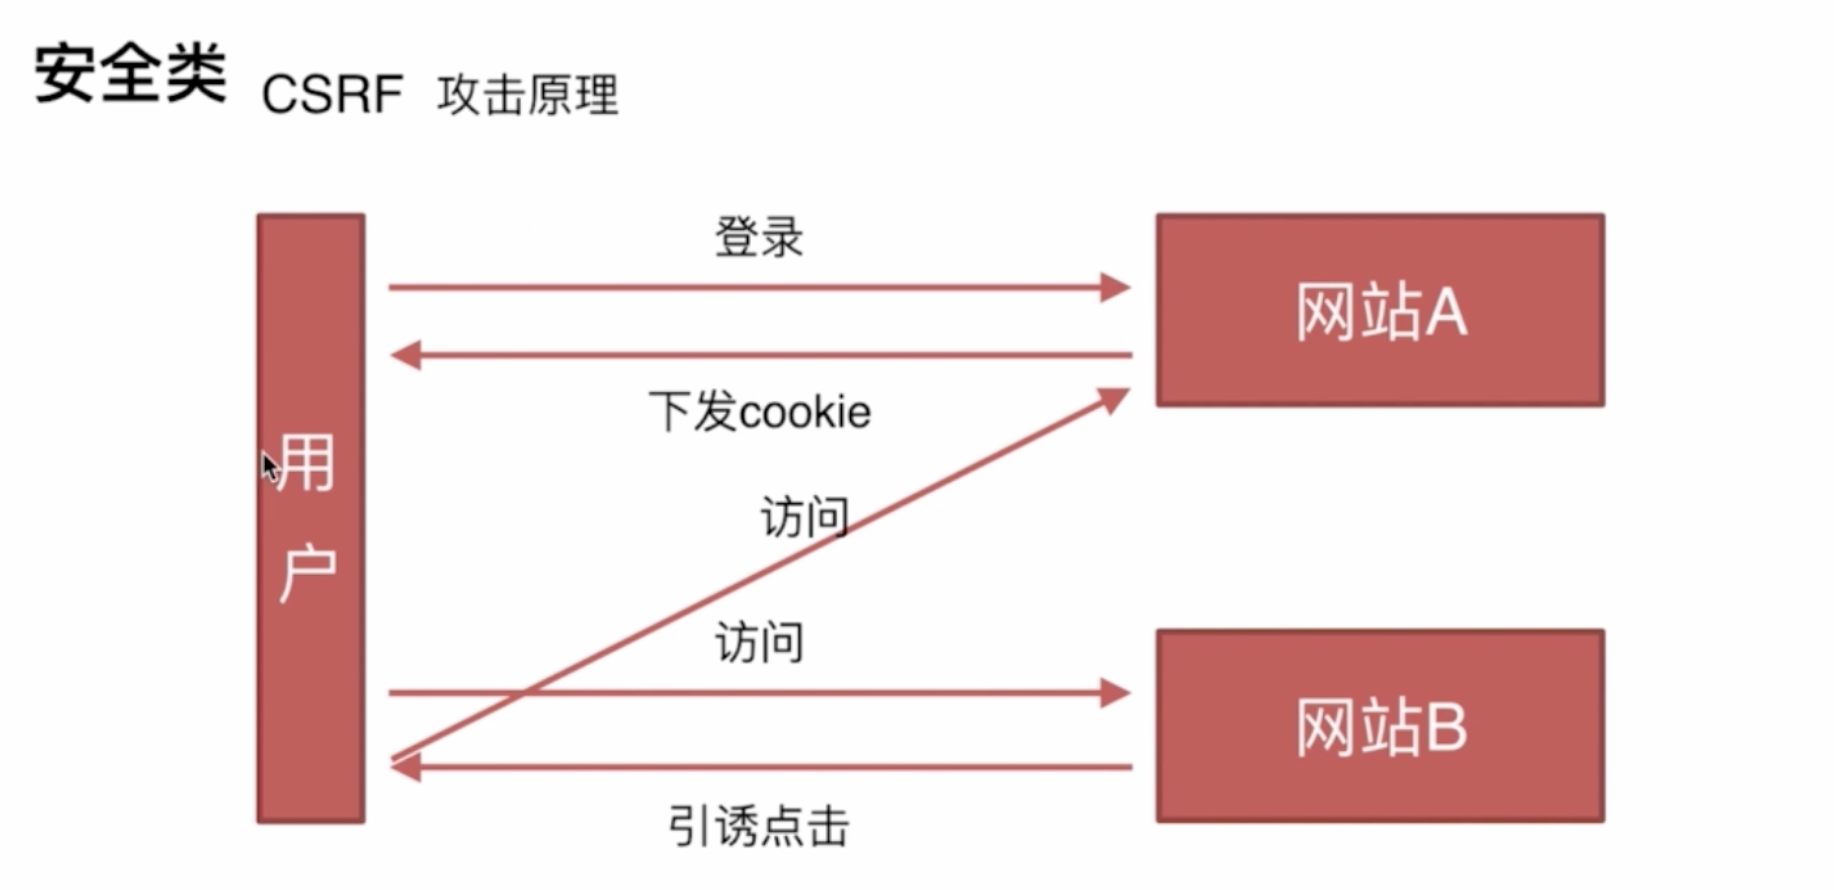 安全类 CSRF 攻击原理
登录
网站A
下发cookie
用户
访问
访问
网站B
引诱点击